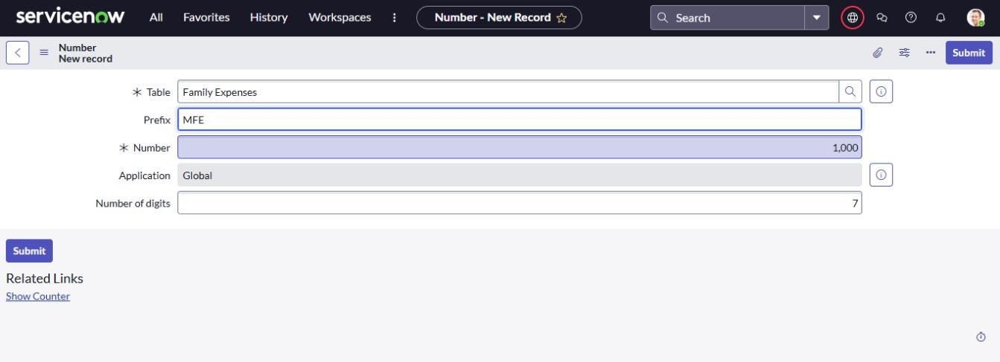 servicenow All Favorites History Workspaces Number - New Record Search
Number
New record
Submit
* Table Family Expenses
Prefix MFE
* Number 1,000
Application Global
Number of digits 7
Submit
Related Links
Show Counter